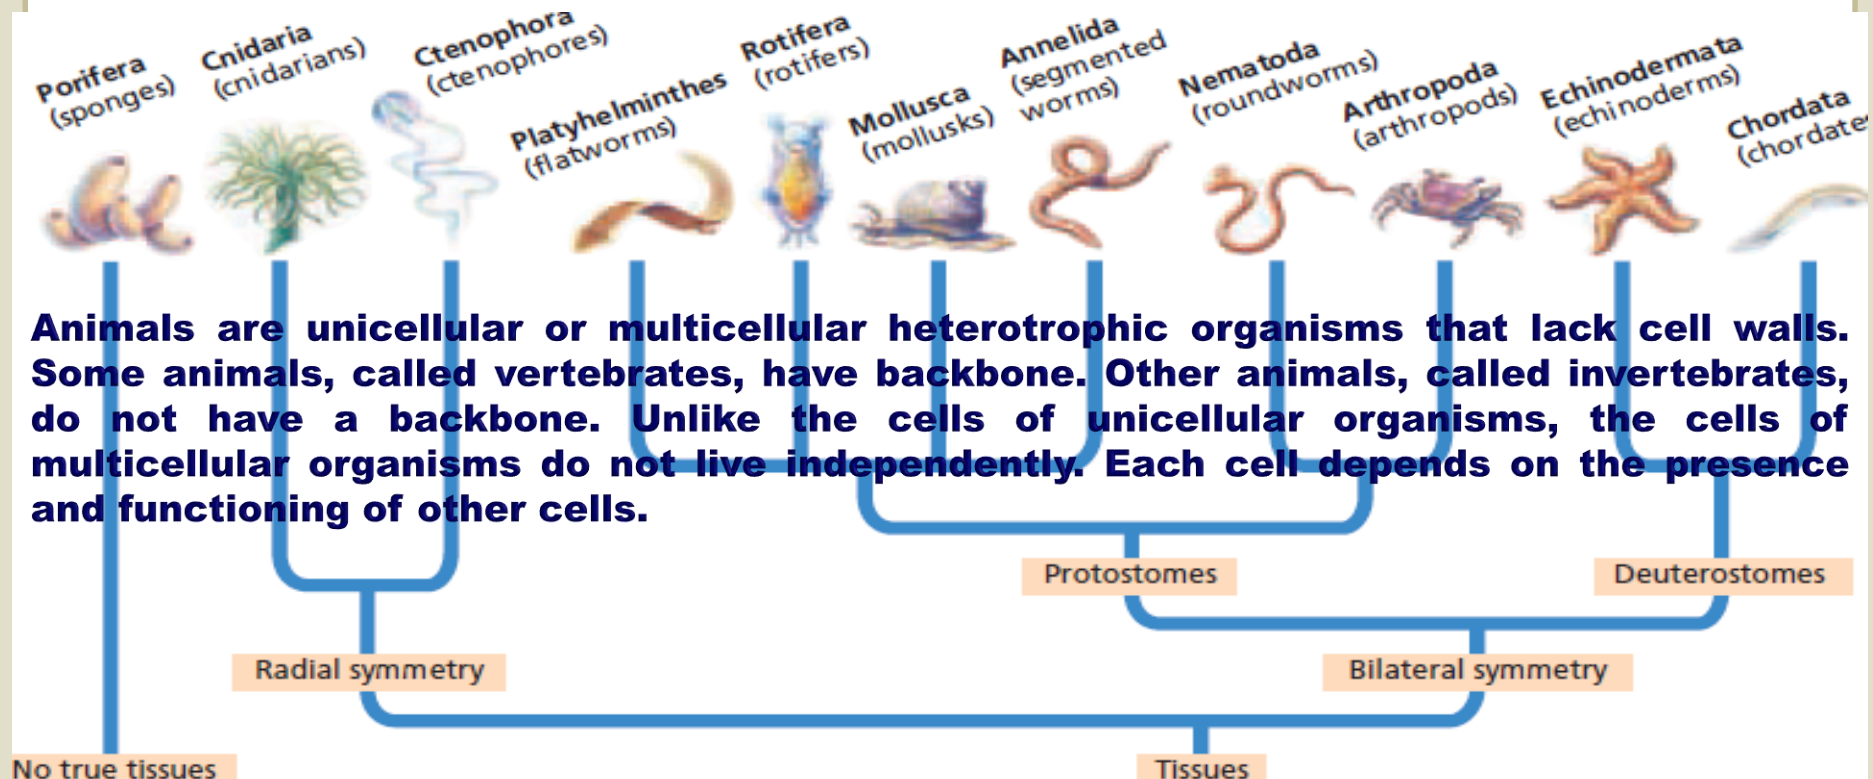 Porifera
(sponges)
Cnidaria
(cnidarians)
Ctenophora
(ctenophores)
Platyhelminthes
(flatworms)
Rotifera
(rotifers)
Mollusca
(mollusks)
Annelida
(segmented
worms)
Nematoda
(roundworms)
Arthropoda
(arthropods)
Echinodermata
(echinoderms)
Chordata
(chordates
Animals are unicellular or multicellular heterotrophic organisms that lack cell walls.
Some animals, called vertebrates, have backbone. Other animals, called invertebrates,
do not have a backbone. Unlike the cells of unicellular organisms, the cells of
multicellular organisms do not live independently. Each cell depends on the presence
and functioning of other cells.
Protostomes
Deuterostomes
Radial symmetry
Bilateral symmetry
No true tissues
Tissues